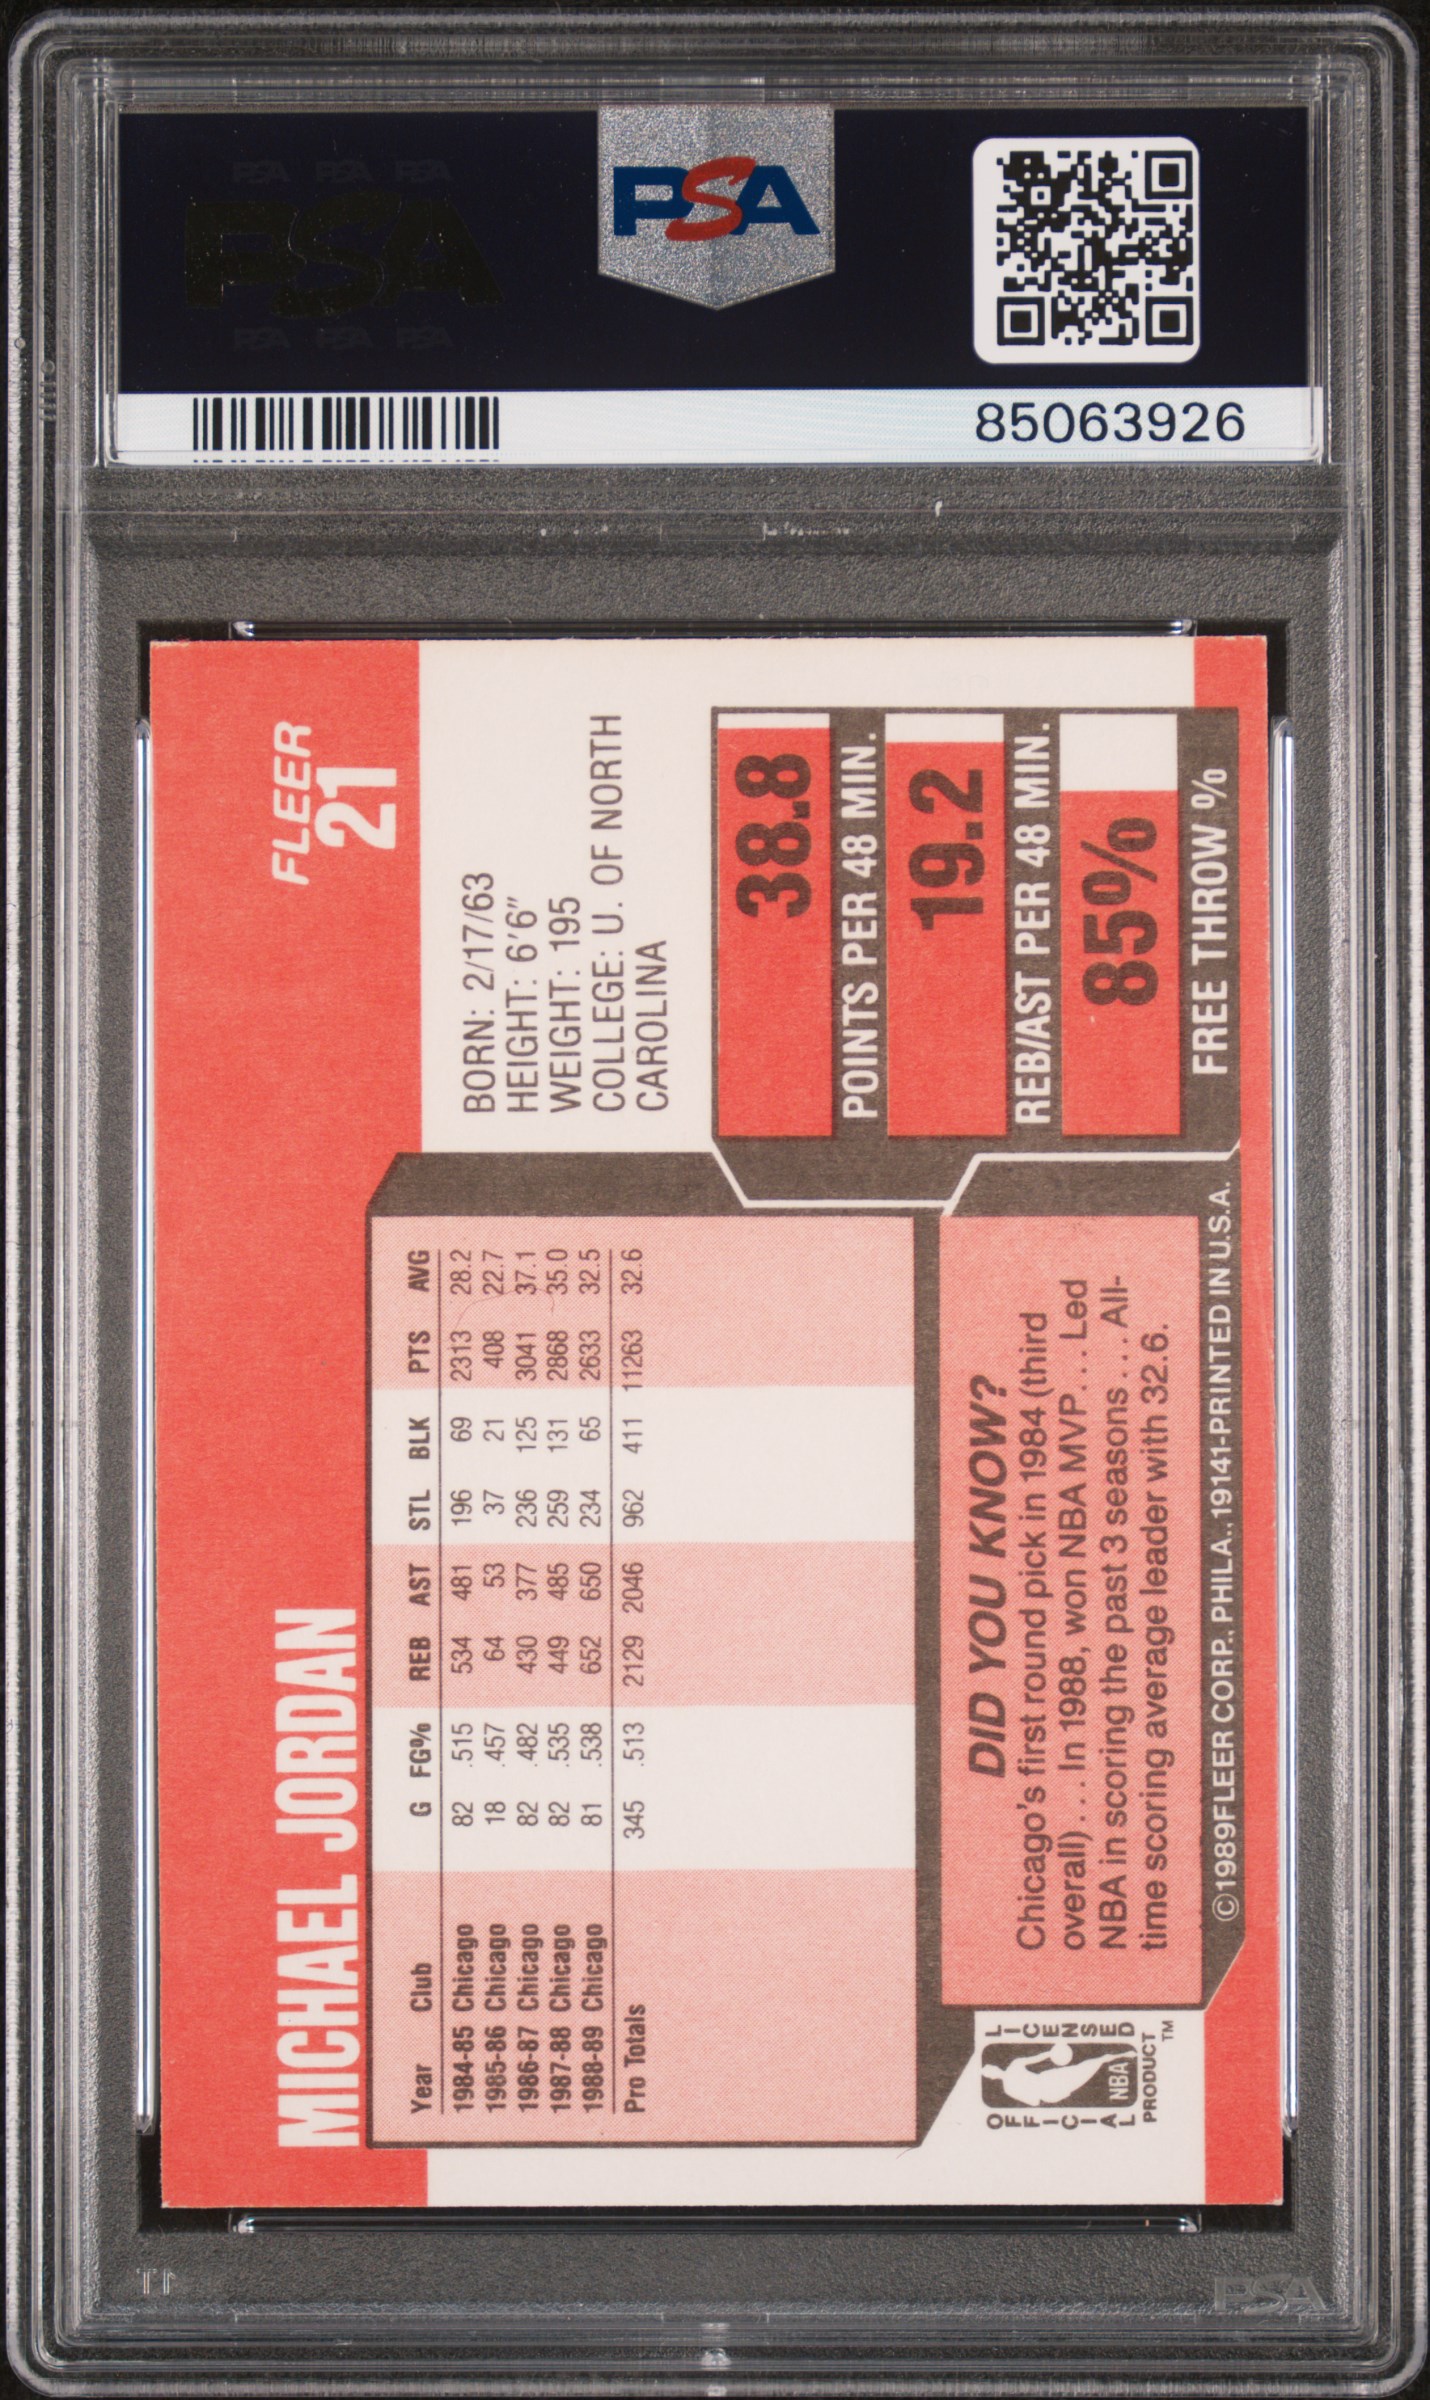 PSA PSA PSA
PSA
PSA PSA PSA
PSA
85063926
FLEER
21
MICHAEL JORDAN
BORN: 2/17/63
HEIGHT: 6'6"
WEIGHT: 195
COLLEGE: U. OF NORTH
CAROLINA
Year Club G FG% REB AST STL BLK PTS AVG
1984-85 Chicago 82 .515 534 481 196 69 2313 28.2
1985-86 Chicago 18 .457 64 53 37 21 408 22.7
1986-87 Chicago 82 .482 430 377 236 125 3041 37.1
1987-88 Chicago 82 .535 449 485 259 131 2868 35.0
1988-89 Chicago 81 .538 652 650 234 65 2633 32.5
Pro Totals 345 .513 2129 2046 962 411 11263 32.6
38.8
POINTS PER 48 MIN.
19.2
REB/AST PER 48 MIN.
85%
FREE THROW %
DID YOU KNOW?
Chicago's first round pick in 1984 (third
overall) . . . In 1988, won NBA MVP . . . Led
NBA in scoring the past 3 seasons . . . All-
time scoring average leader with 32.6.
OFFICIAL LICENSED
NBA
PRODUCT TM
©1989FLEER CORP., PHILA., 19141-PRINTED IN U.S.A.
PSA